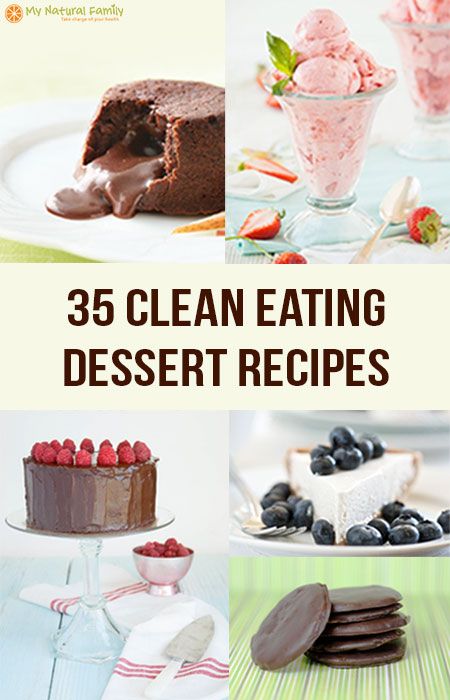 My Natural Family
Take charge of your health.
35 CLEAN EATING
DESSERT RECIPES